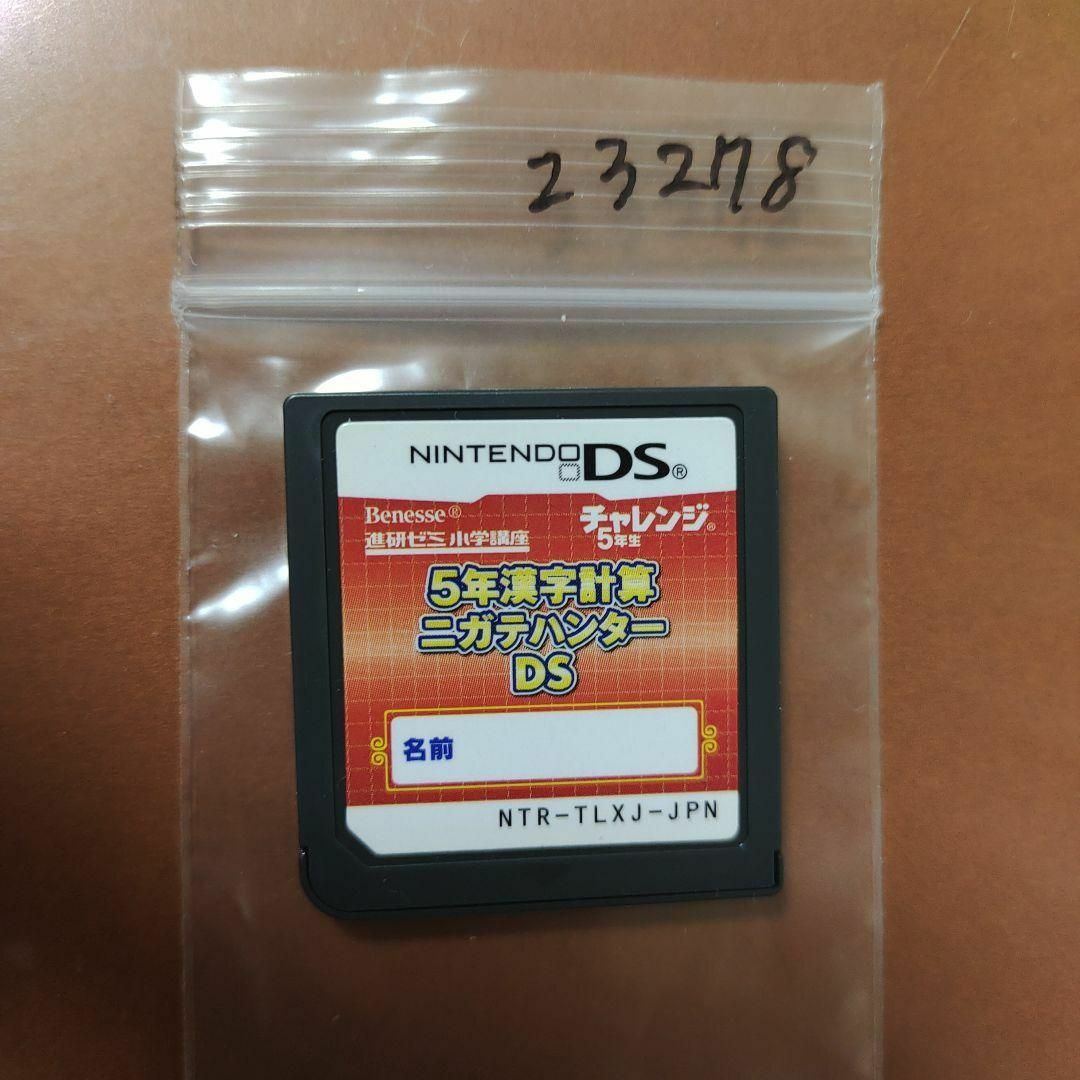 23278
NINTENDO DS®
Benesse® チャレンジ®
進研ゼミ 小学講座 5年生
5年漢字計算
ニガテハンター
DS
名前
NTR-TLXJ-JPN